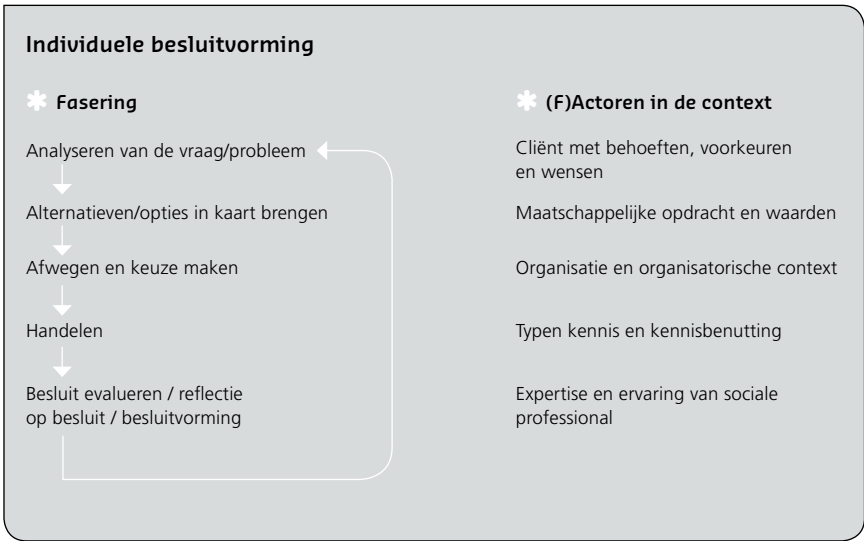 Individuele besluitvorming
Fasering
Analyseren van de vraag/probleem
Alternatieven/opties in kaart brengen
Afwegen en keuze maken
Handelen
Besluit evalueren / reflectie
op besluit / besluitvorming
(F)Actoren in de context
Cliënt met behoeften, voorkeuren
en wensen
Maatschappelijke opdracht en waarden
Organisatie en organisatorische context
Typen kennis en kennisbenutting
Expertise en ervaring van sociale
professional